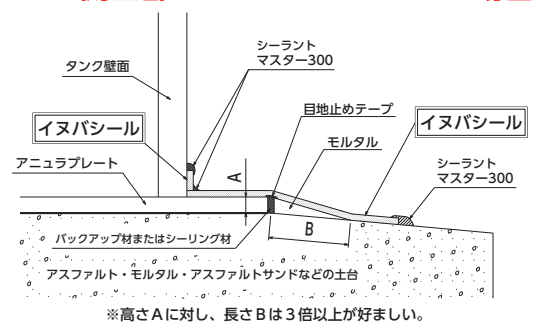 シーラント
マスター300
タンク壁面
目地止めテープ
イヌバシール
イヌバシール
モルタル
アニュラプレート
シーラント
マスター300
A
B
バックアップ材またはシーリング材
アスファルト・モルタル・アスファルトサンドなどの土台
※高さAに対し、長さBは3倍以上が好ましい。